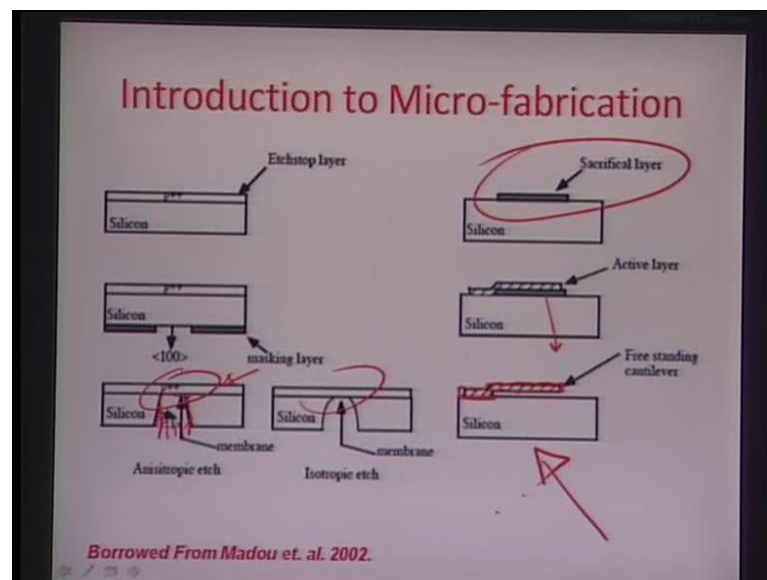 Introduction to Micro-fabrication
Etchstop layer
P++
Silicon
Silicon
<100>
masking layer
P++
Silicon
membrane
Anisitropic etch
Silicon
membrane
Isotropic etch
Sacrifical layer
Silicon
Active layer
Silicon
Free standing
cantilever
Silicon
Borrowed From Madou et. al. 2002.